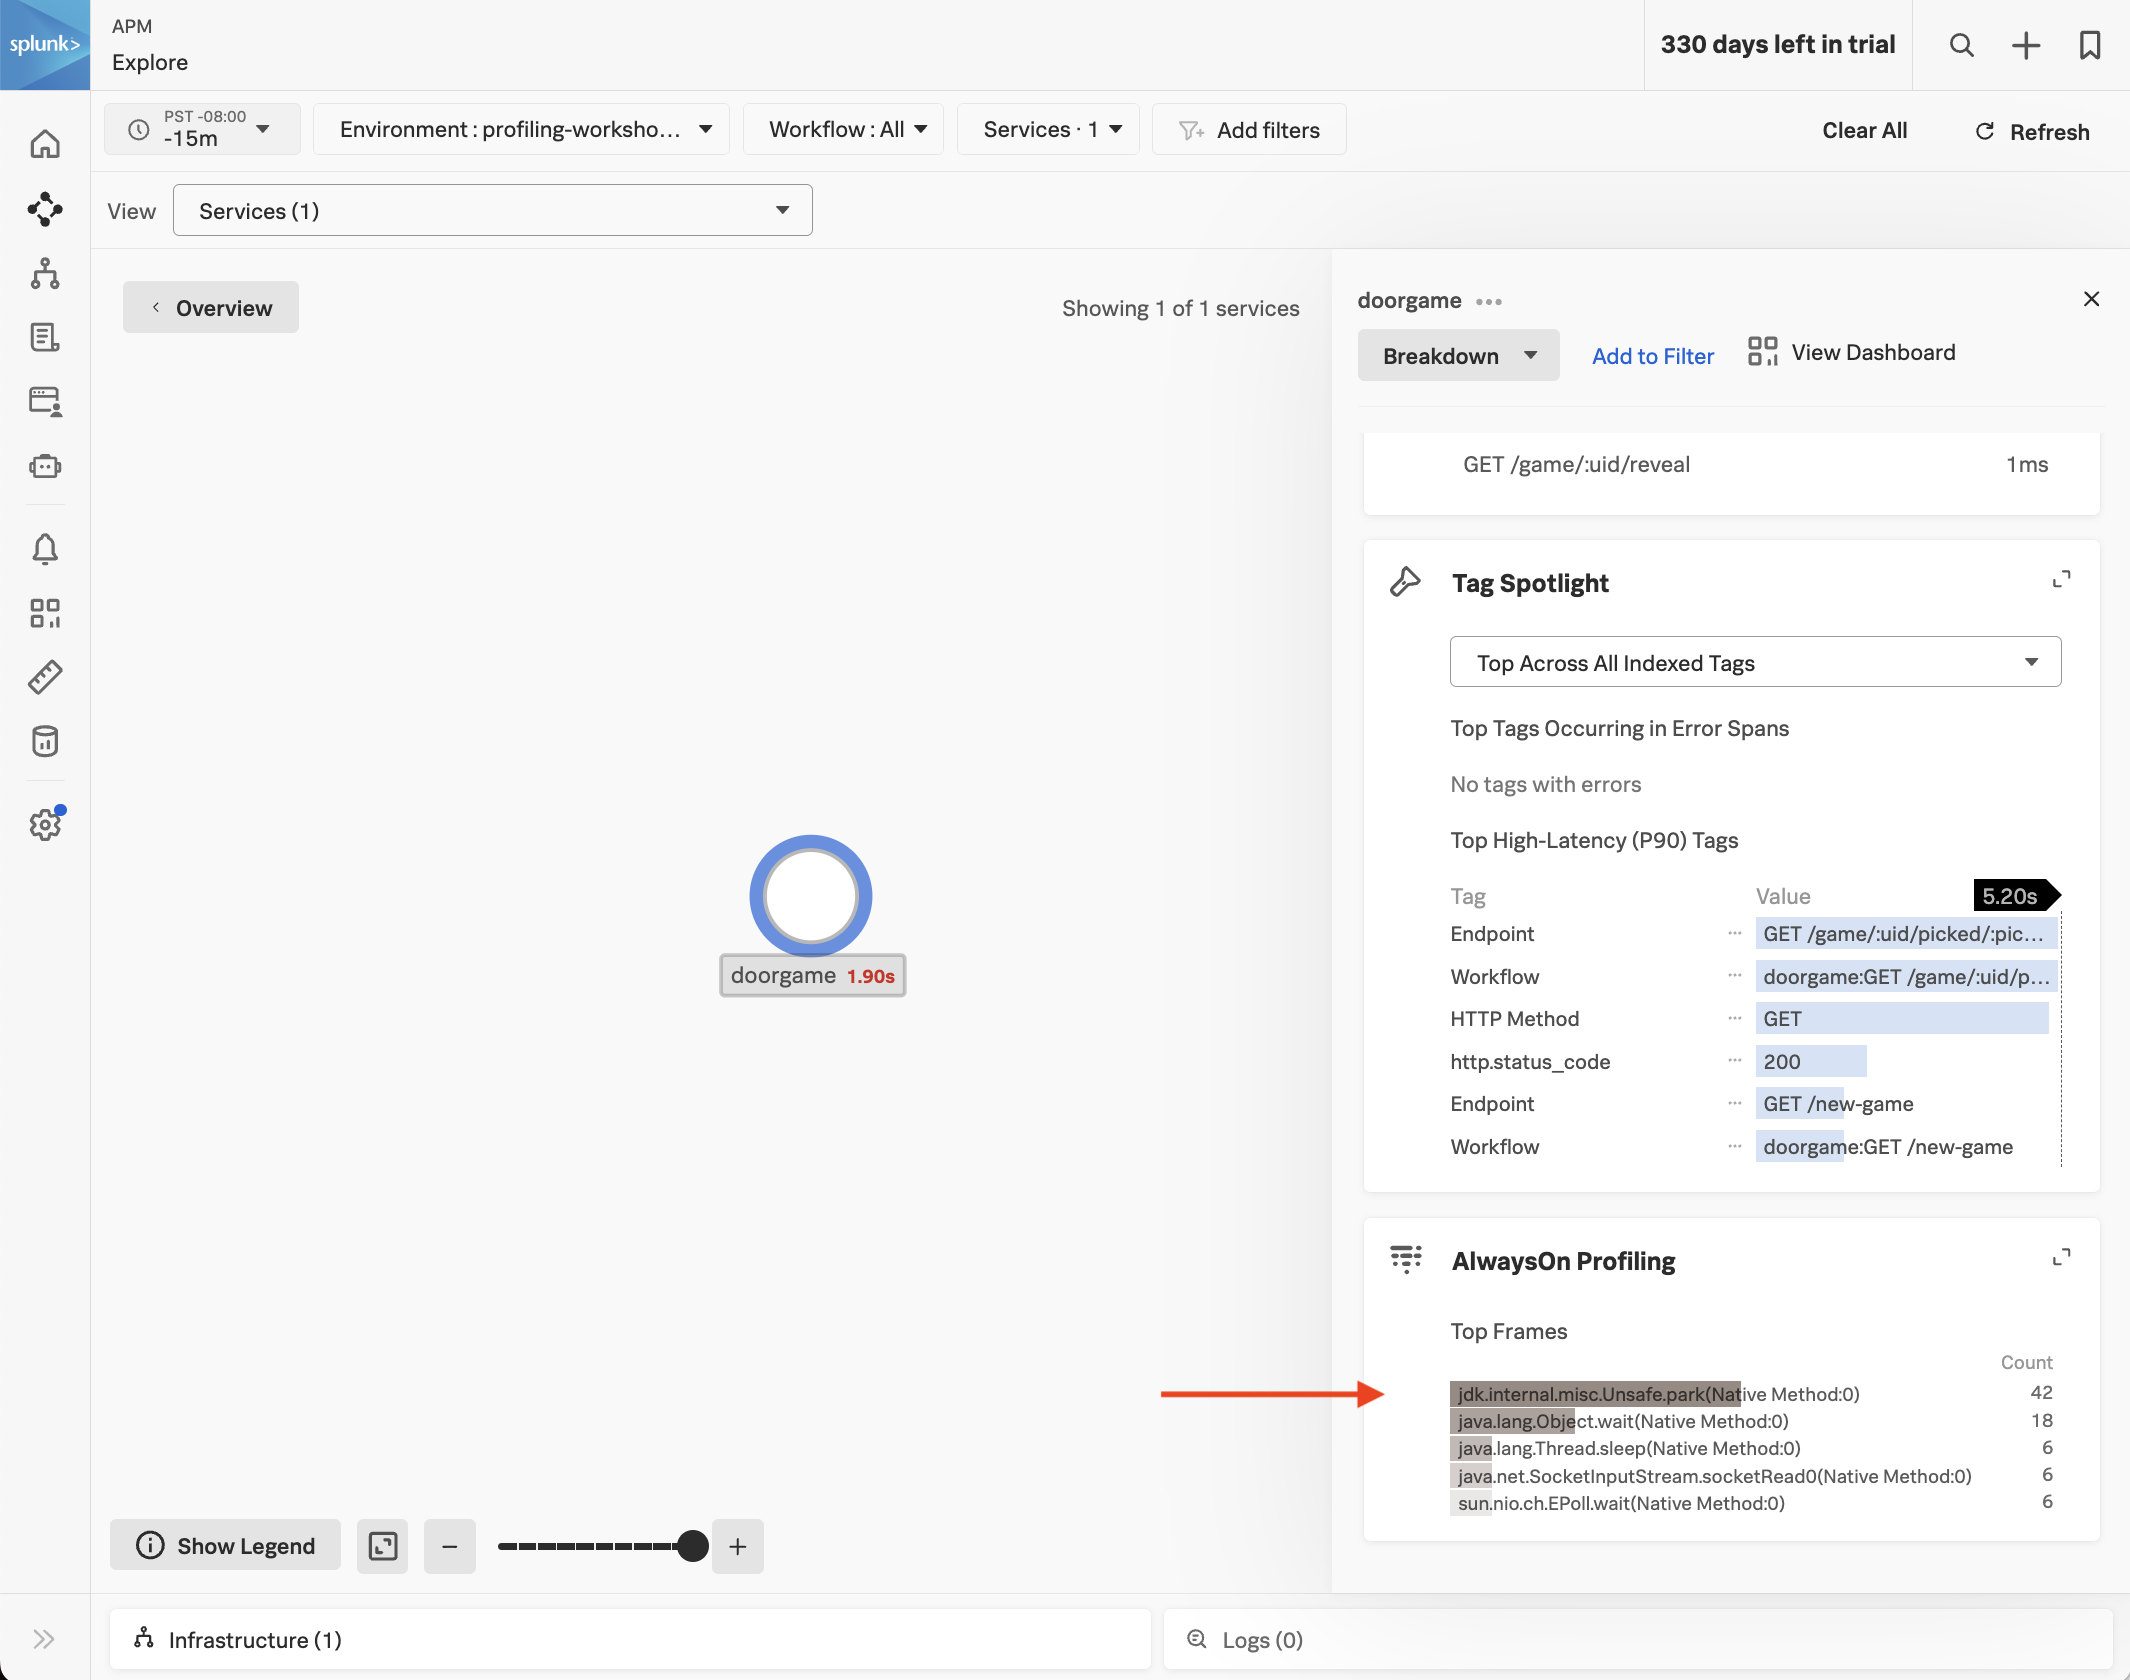 splunk>
APM
Explore
330 days left in trial
PST -08:00
-15m
Environment : profiling-worksho...
Workflow : All
Services · 1
Add filters
Clear All
Refresh
View
Services (1)
Overview
Showing 1 of 1 services
doorgame
Breakdown
Add to Filter
View Dashboard
GET /game/:uid/reveal 1ms
Tag Spotlight
Top Across All Indexed Tags
Top Tags Occurring in Error Spans
No tags with errors
Top High-Latency (P90) Tags
Tag Value 5.20s
Endpoint GET /game/:uid/picked/:pic...
Workflow doorgame:GET /game/:uid/p...
HTTP Method GET
http.status_code 200
Endpoint GET /new-game
Workflow doorgame:GET /new-game
doorgame 1.90s
AlwaysOn Profiling
Top Frames
Count
jdk.internal.misc.Unsafe.park(Native Method:0) 42
java.lang.Object.wait(Native Method:0) 18
java.lang.Thread.sleep(Native Method:0) 6
java.net.SocketInputStream.socketRead0(Native Method:0) 6
sun.nio.ch.EPoll.wait(Native Method:0) 6
Show Legend
Infrastructure (1)
Logs (0)